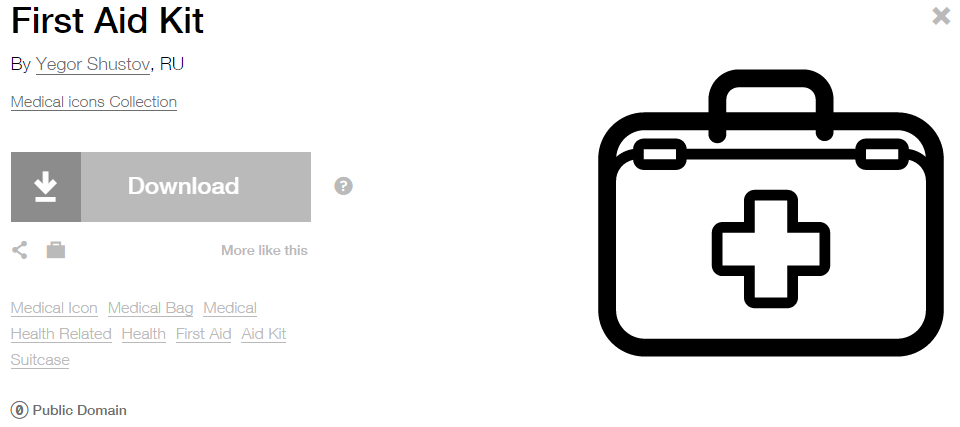 First Aid Kit
By Yegor Shustov, RU
Medical icons Collection
Download
?
More like this
Medical Icon Medical Bag Medical
Health Related Health First Aid Aid Kit
Suitcase
0 Public Domain